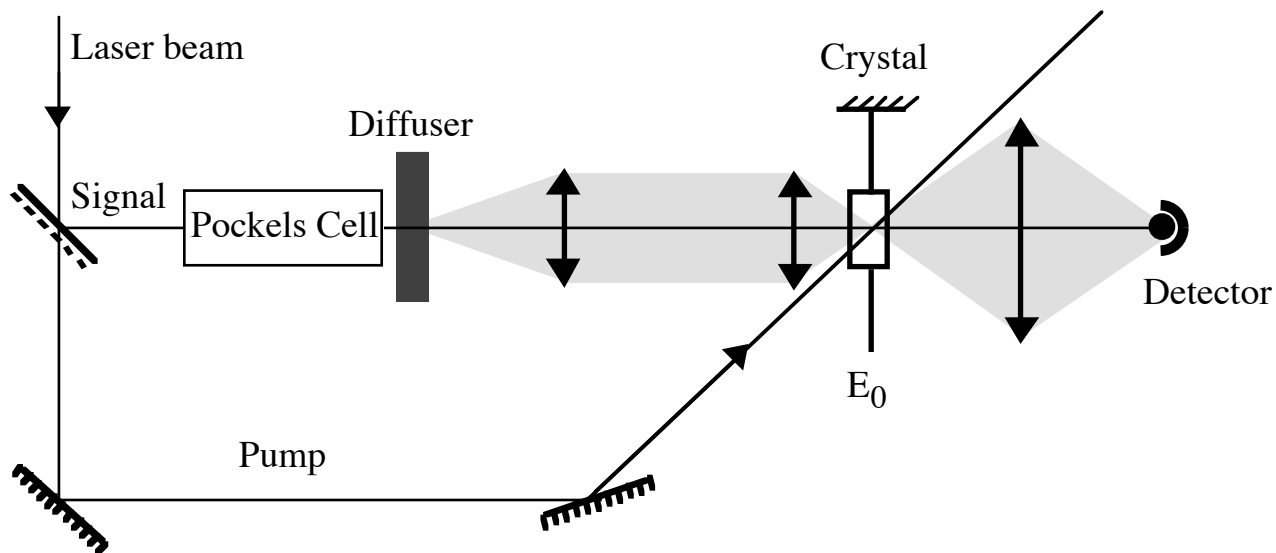 Laser beam
Crystal
Diffuser
Signal
Pockels Cell
Detector
E0
Pump